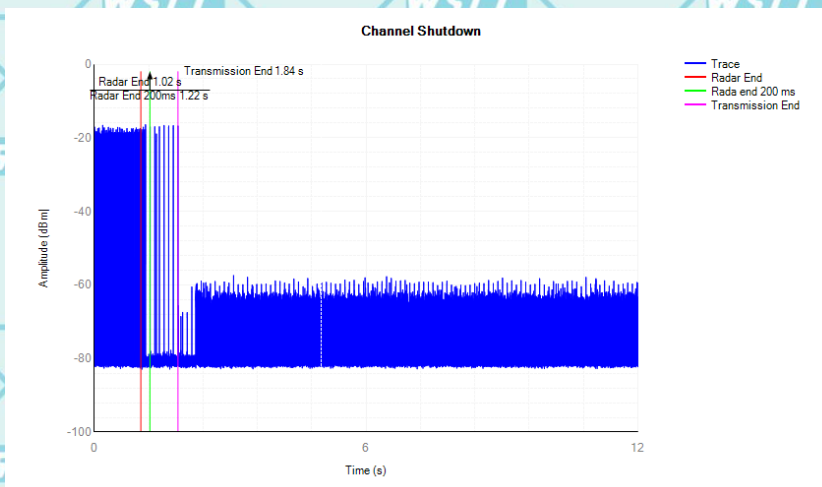 Channel Shutdown
Transmission End 1.84 s
Radar End 1.02 s
Radar End 200ms 1.22 s
Trace
Radar End
Rada end 200 ms
Transmission End
Amplitude [dBm]
0
-20
-40
-60
-80
-100
0
6
12
Time (s)